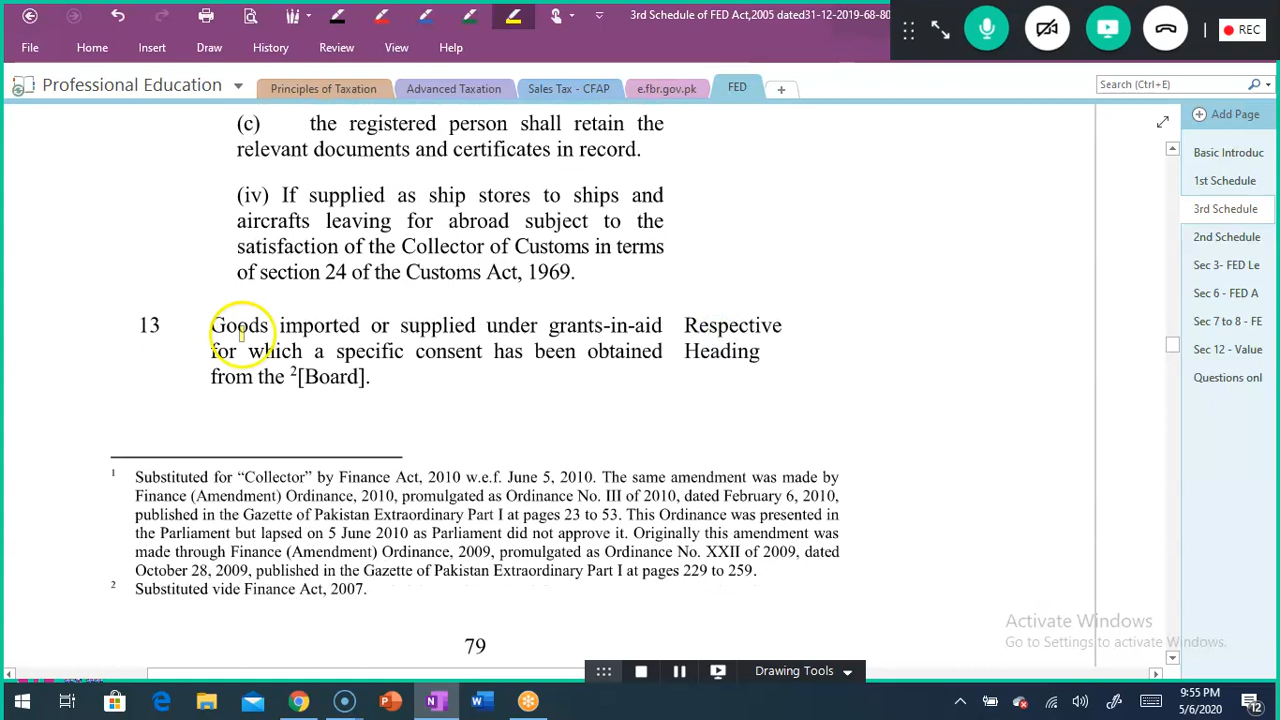 3rd Schedule of FED Act,2005 dated31-12-2019-68-80
REC
File Home Insert Draw History Review View Help
Professional Education
Principles of Taxation Advanced Taxation Sales Tax - CFAP e.fbr.gov.pk FED
Search (Ctrl+E)
Add Page
Basic Introduc
1st Schedule
3rd Schedule
2nd Schedule
Sec 3- FED Le
Sec 6 - FED A
Sec 7 to 8 - FE
Sec 12 - Value
Questions onl
(c) the registered person shall retain the
relevant documents and certificates in record.
(iv) If supplied as ship stores to ships and
aircrafts leaving for abroad subject to the
satisfaction of the Collector of Customs in terms
of section 24 of the Customs Act, 1969.
13 Goods imported or supplied under grants-in-aid Respective
for which a specific consent has been obtained Heading
from the 2[Board].
1 Substituted for “Collector” by Finance Act, 2010 w.e.f. June 5, 2010. The same amendment was made by
Finance (Amendment) Ordinance, 2010, promulgated as Ordinance No. III of 2010, dated February 6, 2010,
published in the Gazette of Pakistan Extraordinary Part I at pages 23 to 53. This Ordinance was presented in
the Parliament but lapsed on 5 June 2010 as Parliament did not approve it. Originally this amendment was
made through Finance (Amendment) Ordinance, 2009, promulgated as Ordinance No. XXII of 2009, dated
October 28, 2009, published in the Gazette of Pakistan Extraordinary Part I at pages 229 to 259.
2 Substituted vide Finance Act, 2007.
79
Activate Windows
Go to Settings to activate Windows.
Drawing Tools
9:55 PM
5/6/2020
12